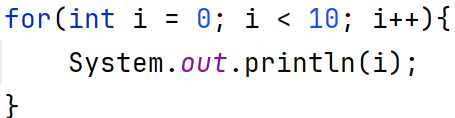 for(int i = 0; i < 10; i++){
    System.out.println(i);
}